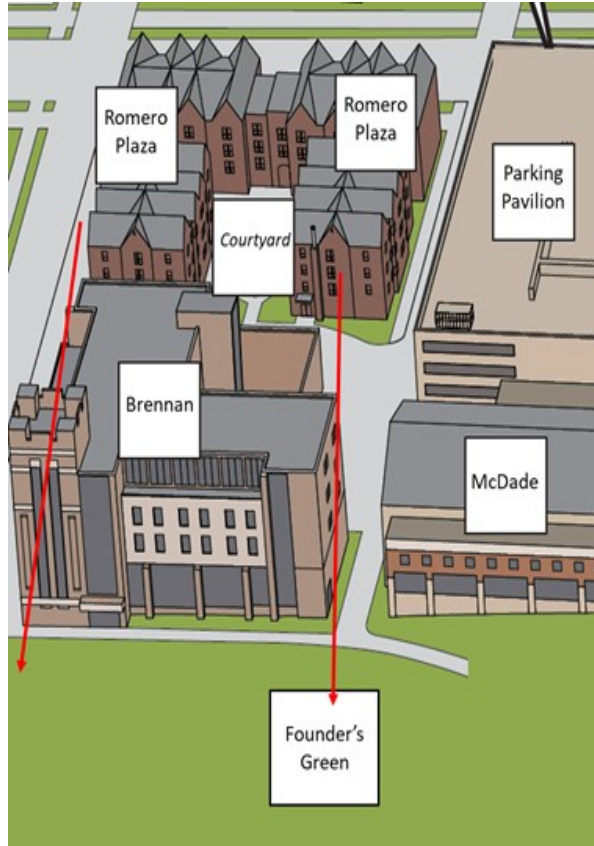 Romero
Plaza
Romero
Plaza
Parking
Pavilion
Courtyard
Brennan
McDade
Founder’s
Green